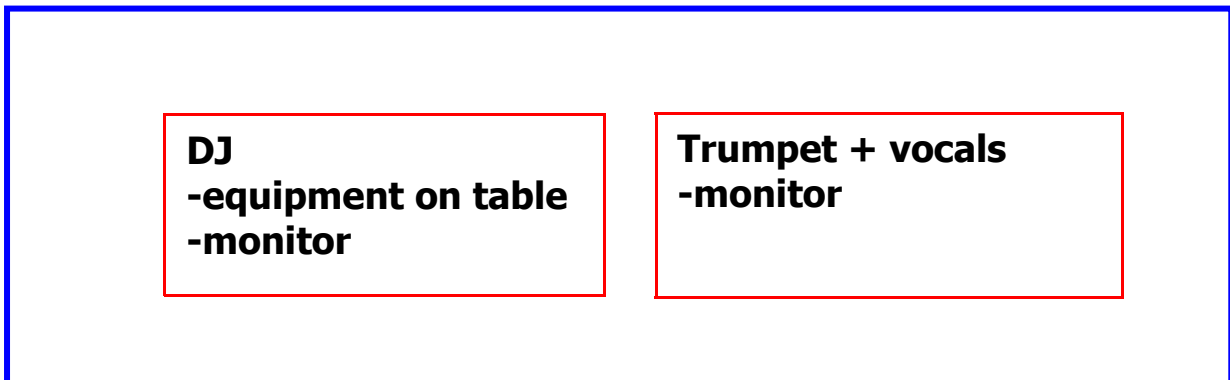 DJ
-equipment on table
-monitor
Trumpet + vocals
-monitor